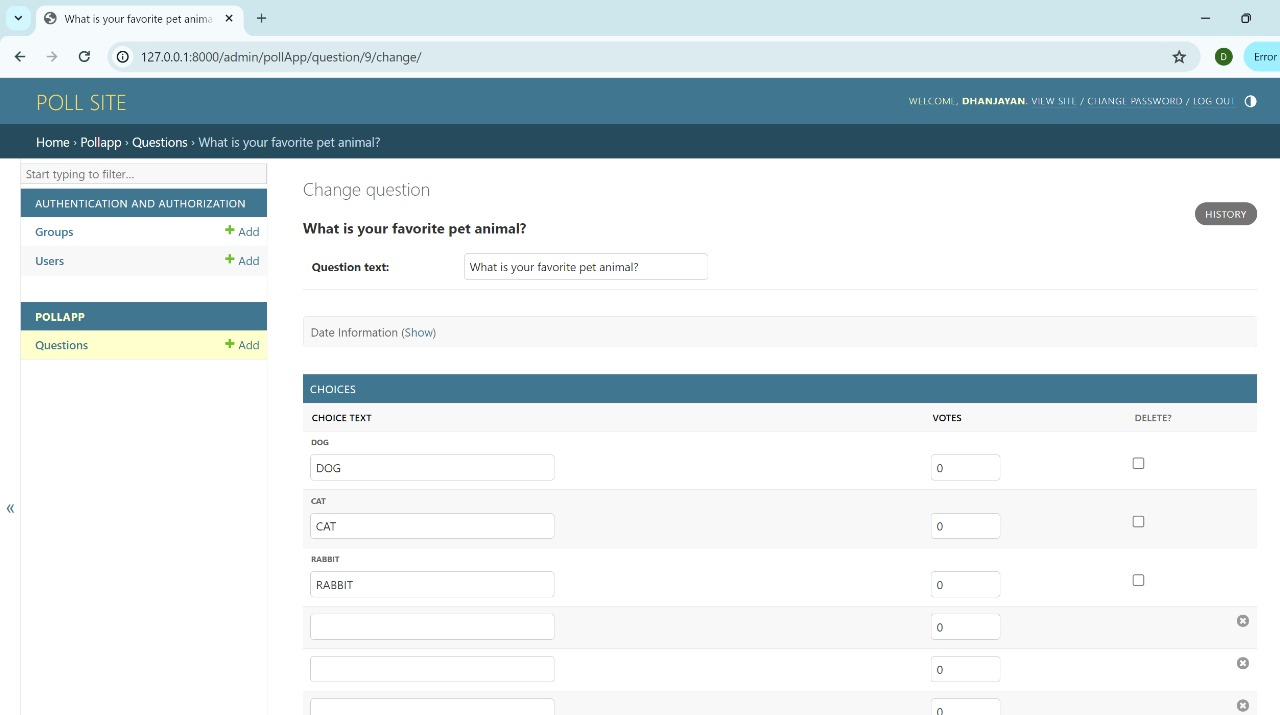 What is your favorite pet anima
127.0.0.1:8000/admin/pollApp/question/9/change/
D
Error
POLL SITE
WELCOME, DHANJAYAN. VIEW SITE / CHANGE PASSWORD / LOG OUT
Home › Pollapp › Questions › What is your favorite pet animal?
Start typing to filter...
AUTHENTICATION AND AUTHORIZATION
Groups + Add
Users + Add
POLLAPP
Questions + Add
«
Change question
HISTORY
What is your favorite pet animal?
Question text: What is your favorite pet animal?
Date Information (Show)
CHOICES
CHOICE TEXT VOTES DELETE?
DOG
DOG 0
CAT
CAT 0
RABBIT
RABBIT 0
0
0
0